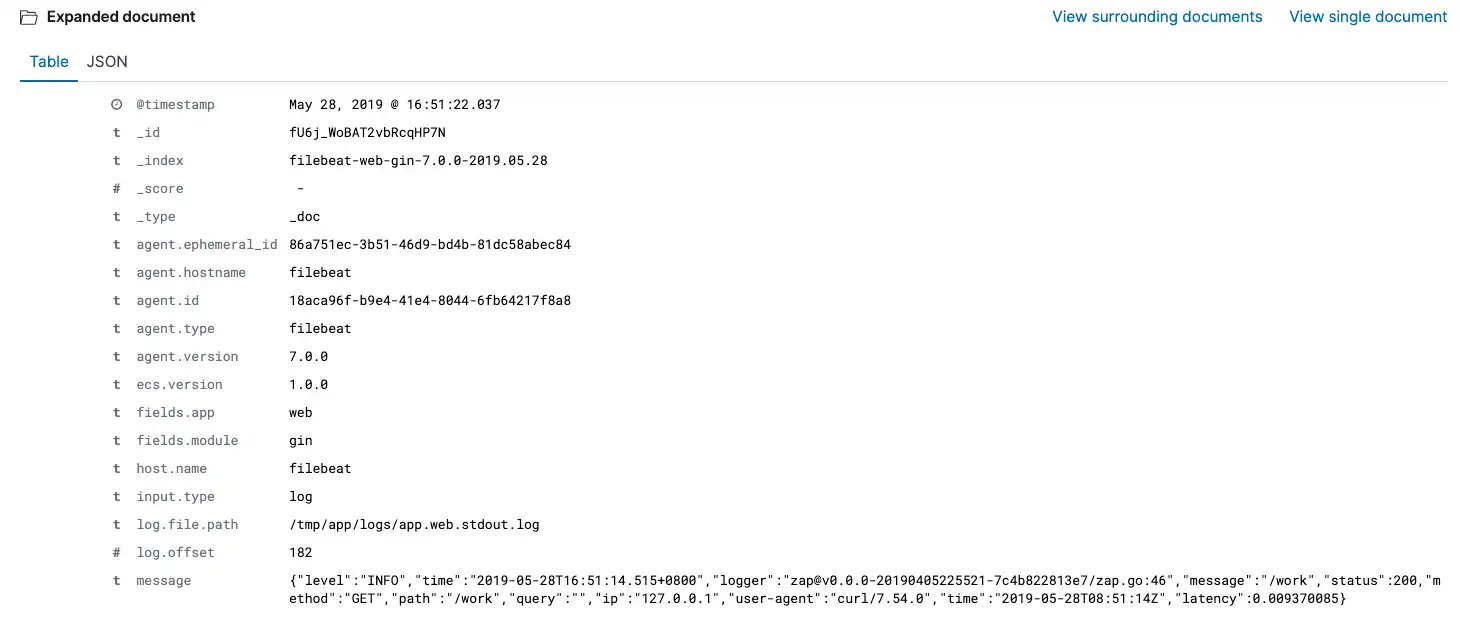 Expanded document View surrounding documents View single document
Table JSON
@timestamp May 28, 2019 @ 16:51:22.037
t _id fU6j_WoBAT2vbRcqHP7N
t _index filebeat-web-gin-7.0.0-2019.05.28
# _score -
t _type _doc
t agent.ephemeral_id 86a751ec-3b51-46d9-bd4b-81dc58abec84
t agent.hostname filebeat
t agent.id 18aca96f-b9e4-41e4-8044-6fb64217f8a8
t agent.type filebeat
t agent.version 7.0.0
t ecs.version 1.0.0
t fields.app web
t fields.module gin
t host.name filebeat
t input.type log
t log.file.path /tmp/app/logs/app.web.stdout.log
# log.offset 182
t message {"level":"INFO","time":"2019-05-28T16:51:14.515+0800","logger":"zap@v0.0.0-20190405225521-7c4b822813e7/zap.go:46","message":"/work","status":200,"m
ethod":"GET","path":"/work","query":"","ip":"127.0.0.1","user-agent":"curl/7.54.0","time":"2019-05-28T08:51:14Z","latency":0.009370085}